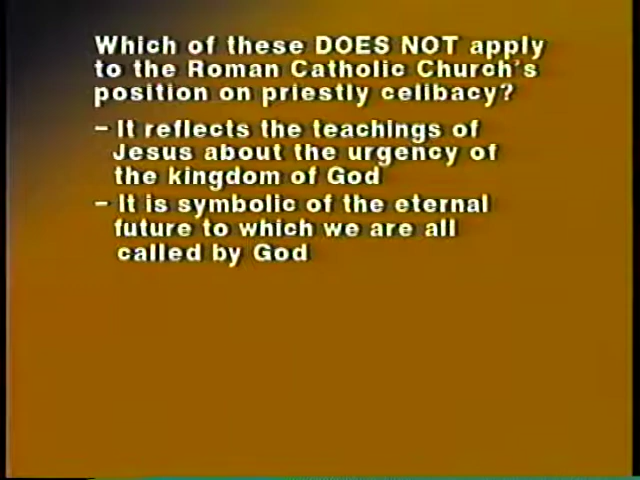 Which of these DOES NOT apply
to the Roman Catholic Church's
position on priestly celibacy?
- It reflects the teachings of
Jesus about the urgency of
the kingdom of God
- It is symbolic of the eternal
future to which we are all
called by God